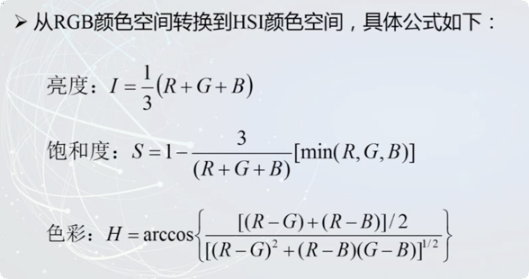 ➢ 从RGB颜色空间转换到HSI颜色空间，具体公式如下：
亮度：I = \frac{1}{3}(R+G+B)
饱和度：S = 1 - \frac{3}{(R+G+B)}[min(R,G,B)]
色彩：H = arccos\left\{\frac{[(R-G)+(R-B)]/2}{[(R-G)^2+(R-B)(G-B)]^{1/2}}\right\}